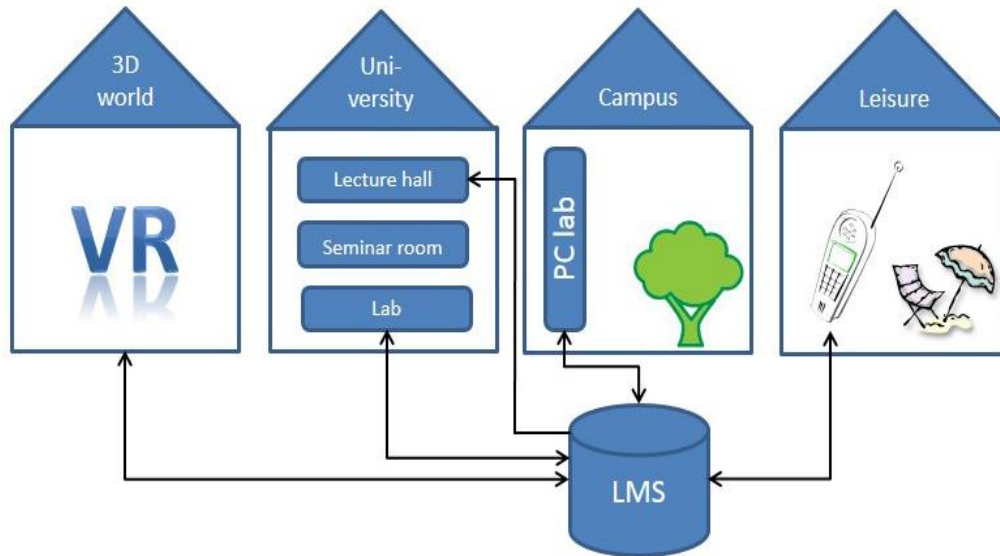 3D
world
Uni-
versity
Campus
Leisure
VR
Lecture hall
Seminar room
Lab
PC lab
LMS